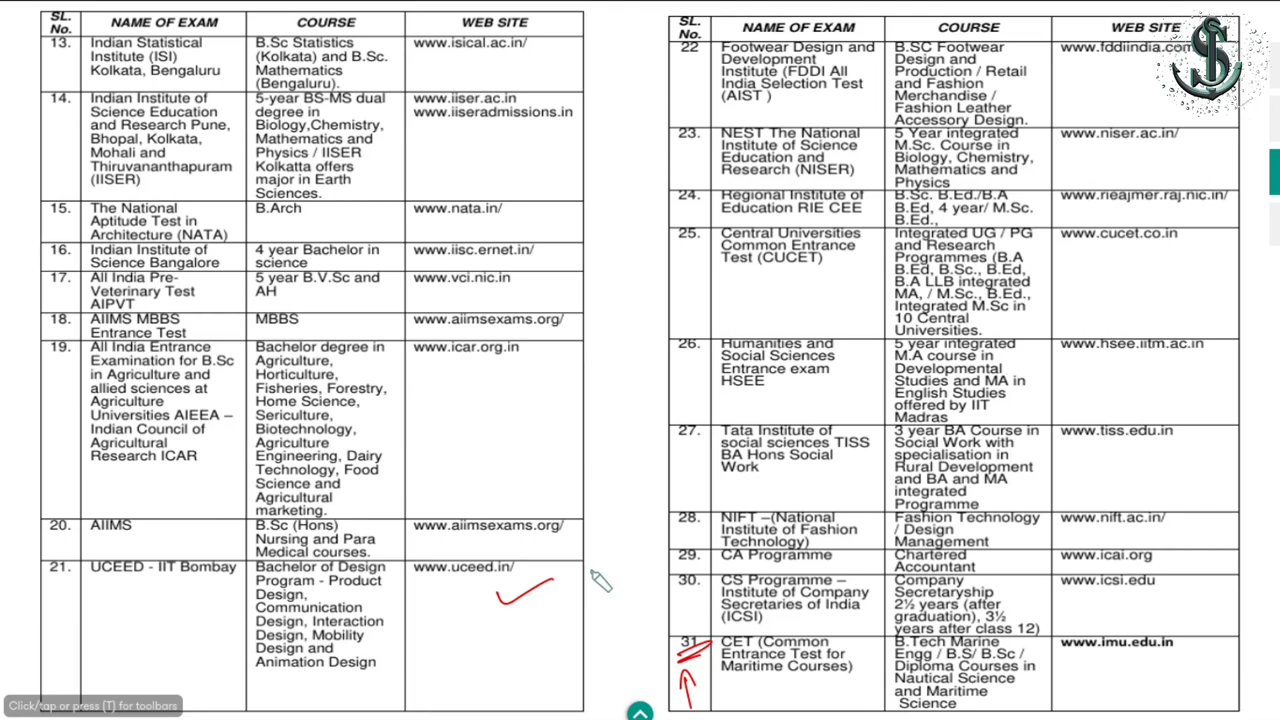 SL. No. NAME OF EXAM COURSE WEB SITE
13. Indian Statistical B.Sc Statistics www.isical.ac.in/
Institute (ISI) (Kolkata) and B.Sc.
Kolkata, Bengaluru Mathematics
(Bengaluru).
14. Indian Institute of 5-year BS-MS dual www.iiser.ac.in
Science Education degree in www.iiseradmissions.in
and Research Pune, Biology,Chemistry,
Bhopal, Kolkata, Mathematics and
Mohali and Physics / IISER
Thiruvananthapuram Kolkatta offers
(IISER) major in Earth
Sciences.
15. The National B.Arch www.nata.in/
Aptitude Test in
Architecture (NATA)
16. Indian Institute of 4 year Bachelor in www.iisc.ernet.in/
Science Bangalore science
17. All India Pre- 5 year B.V.Sc and www.vci.nic.in
Veterinary Test AH
AIPVT
18. AIIMS MBBS MBBS www.aiimsexams.org/
Entrance Test
19. All India Entrance Bachelor degree in www.icar.org.in
Examination for B.Sc Agriculture,
in Agriculture and Horticulture,
allied sciences at Fisheries, Forestry,
Agriculture Home Science,
Universities AIEEA – Sericulture,
Indian Council of Biotechnology,
Agricultural Agriculture
Research ICAR Engineering, Dairy
Technology, Food
Science and
Agricultural
marketing.
20. AIIMS B.Sc (Hons) www.aiimsexams.org/
Nursing and Para
Medical courses.
21. UCEED - IIT Bombay Bachelor of Design www.uceed.in/
Program - Product
Design,
Communication
Design, Interaction
Design, Mobility
Design and
Animation Design
Click/tap or press [T] for toolbars
SL. No. NAME OF EXAM COURSE WEB SITE
22 Footwear Design and B.SC Footwear www.fddiindia.com
Development Design and
Institute (FDDI All Production / Retail
India Selection Test and Fashion
(AIST ) Merchandise /
Fashion Leather
Accessory Design.
23. NEST The National 5 Year integrated www.niser.ac.in/
Institute of Science M.Sc. Course in
Education and Biology, Chemistry,
Research (NISER) Mathematics and
Physics
24. Regional Institute of B.Sc. B.Ed./B.A www.rieajmer.raj.nic.in/
Education RIE CEE B.Ed, 4 year/ M.Sc.
B.Ed.,
25. Central Universities Integrated UG / PG www.cucet.co.in
Common Entrance and Research
Test (CUCET) Programmes (B.A
B.Ed, B.Sc., B.Ed,
B.A LLB integrated
MA, / M.Sc., B.Ed.,
Integrated M.Sc in
10 Central
Universities.
26. Humanities and 5 year integrated www.hsee.iitm.ac.in
Social Sciences M.A course in
Entrance exam Developmental
HSEE Studies and MA in
English Studies
offered by IIT
Madras
27. Tata Institute of 3 year BA Course in www.tiss.edu.in
social sciences TISS Social Work with
BA Hons Social specialisation in
Work Rural Development
and BA and MA
integrated
Programme
28. NIFT –(National Fashion Technology www.nift.ac.in/
Institute of Fashion / Design
Technology) Management
29. CA Programme Chartered www.icai.org
Accountant
30. CS Programme – Company www.icsi.edu
Institute of Company Secretaryship
Secretaries of India 2½ years (after
(ICSI) graduation), 3½
years after class 12)
31 CET (Common B.Tech Marine www.imu.edu.in
Entrance Test for Engg / B.S/ B.Sc /
Maritime Courses) Diploma Courses in
Nautical Science
and Maritime
Science